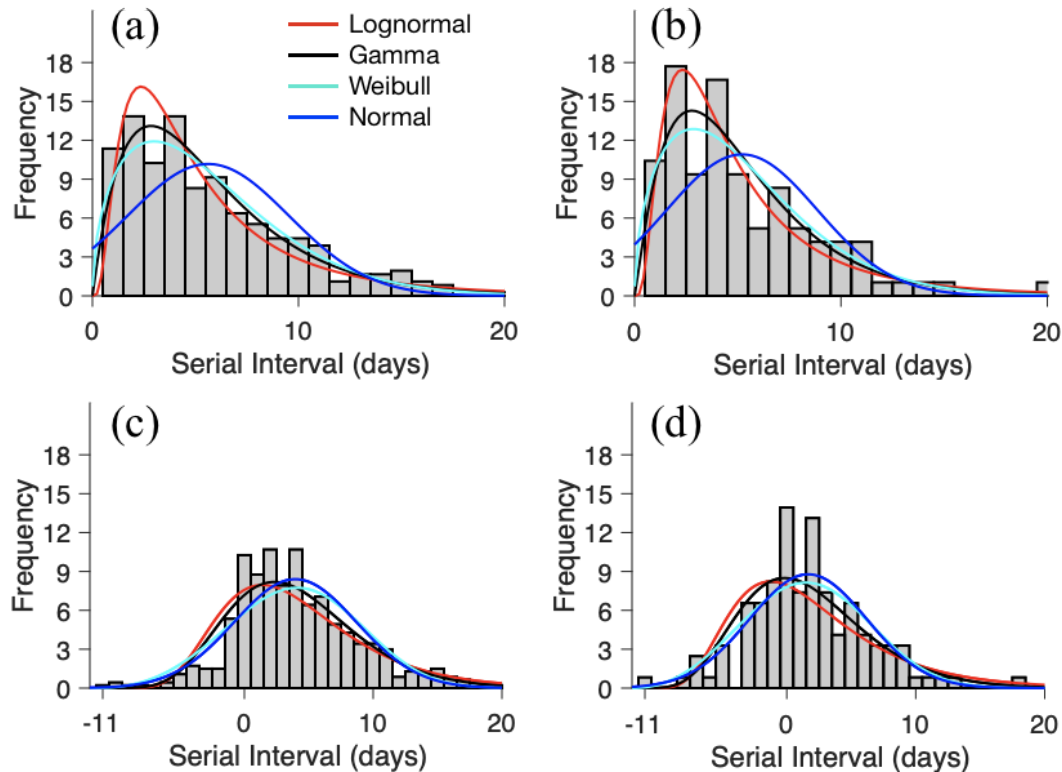 (a)
Lognormal
Gamma
Weibull
Normal
Frequency
18
15
12
9
6
3
0
0
10
20
Serial Interval (days)
(b)
Frequency
18
15
12
9
6
3
0
0
10
20
Serial Interval (days)
(c)
Frequency
18
15
12
9
6
3
0
-11
0
10
20
Serial Interval (days)
(d)
Frequency
18
15
12
9
6
3
0
-11
0
10
20
Serial Interval (days)